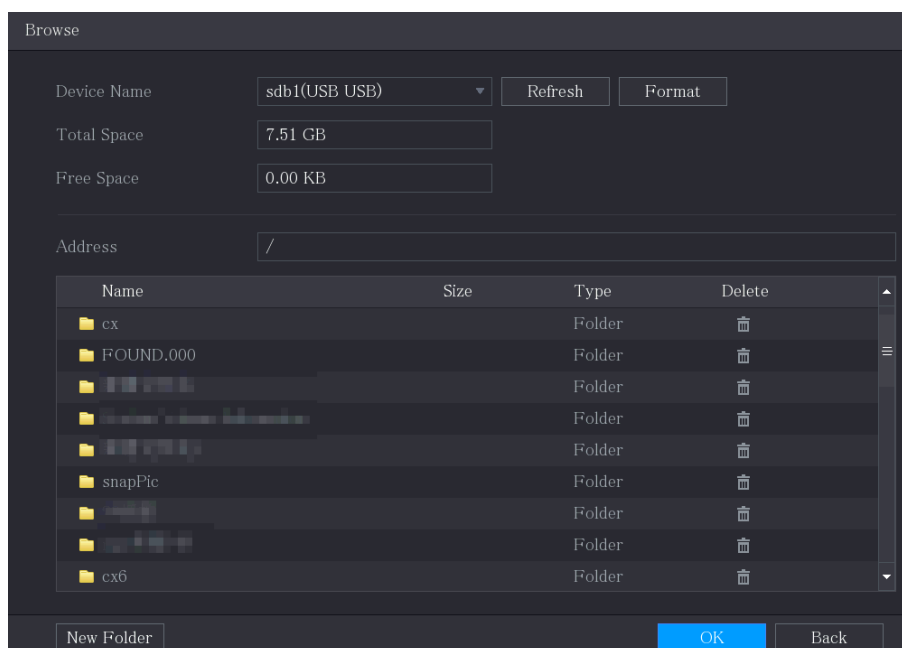 Browse
Device Name sdb1(USB USB) Refresh Format
Total Space 7.51 GB
Free Space 0.00 KB
Address /
Name Size Type Delete
cx Folder
FOUND.000 Folder
Folder
Folder
Folder
snapPic Folder
Folder
Folder
cx6 Folder
New Folder OK Back